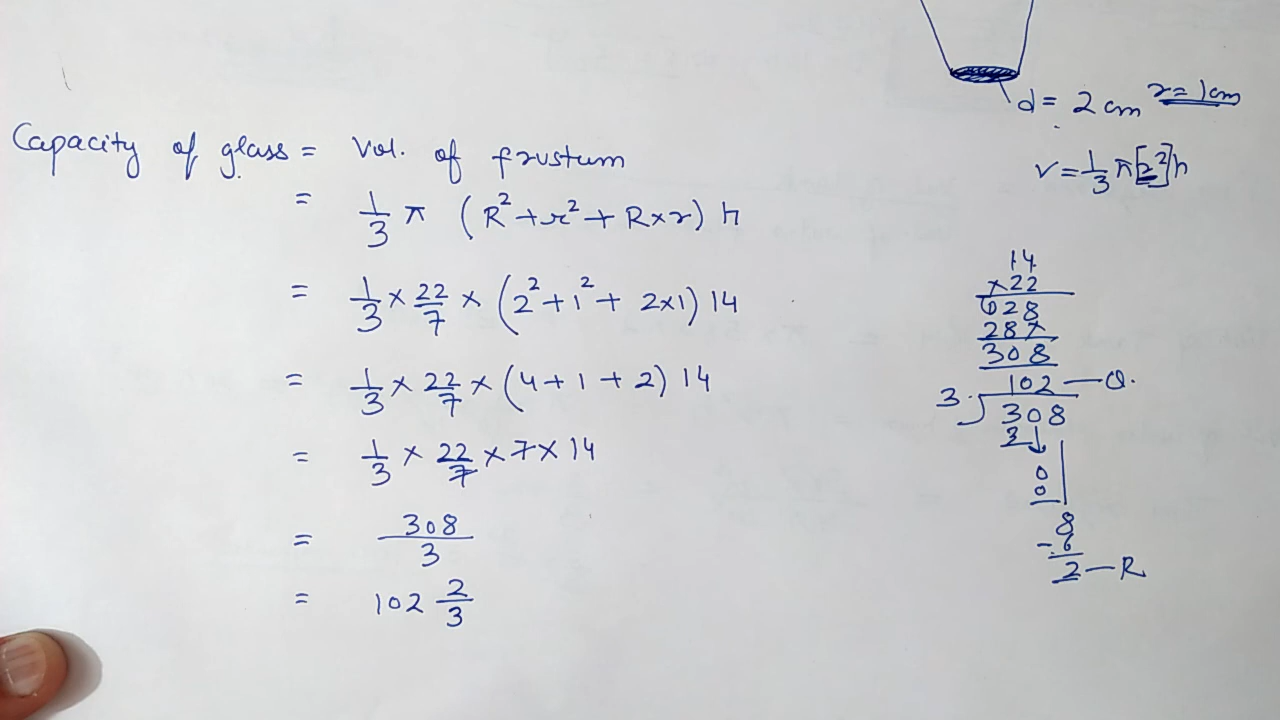 d = 2 cm r = 1 cm
Capacity of glass = Vol. of frustum
v = 1/3 π [2²] h
= 1/3 π (R² + r² + R × r) h
= 1/3 × 22/7 × (2² + 1² + 2×1) 14
= 1/3 × 22/7 × (4 + 1 + 2) 14
= 1/3 × 22/7 × 7 × 14
= 308/3
= 102 2/3
14
×22
028
28×
308
102 — Q.
3 ) 308
3
0
0
8
- 6
2 — R